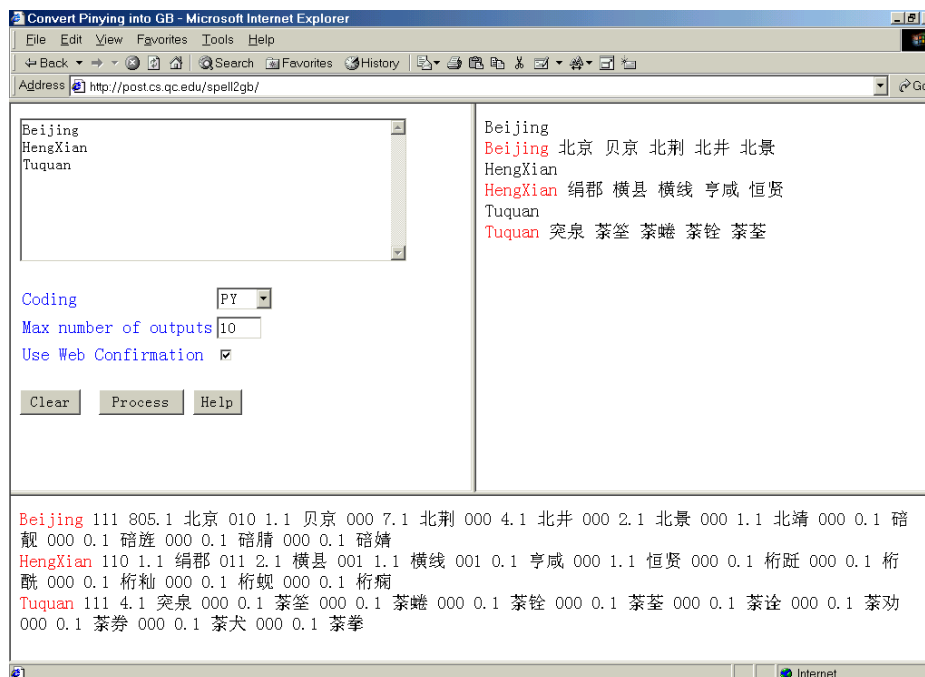 Convert Pinying into GB - Microsoft Internet Explorer
File Edit View Favorites Tools Help
Back Search Favorites History
Address http://post.cs.qc.edu/spell2gb/ Go
Beijing
HengXian
Tuquan
Coding PY
Max number of outputs 10
Use Web Confirmation
Clear Process Help
Beijing
Beijing 北京 贝京 北荆 北井 北景
HengXian
HengXian 绢郡 横县 横线 亨咸 恒贤
Tuquan
Tuquan 突泉 荼筌 荼蜷 荼铨 荼荃
Beijing 111 805.1 北京 010 1.1 贝京 000 7.1 北荆 000 4.1 北井 000 2.1 北景 000 1.1 北靖 000 0.1 碚
靓 000 0.1 碚旌 000 0.1 碚腈 000 0.1 碚婧
HengXian 110 1.1 绢郡 011 2.1 横县 001 1.1 横线 001 0.1 亨咸 000 1.1 恒贤 000 0.1 桁跹 000 0.1 桁
酰 000 0.1 桁籼 000 0.1 桁蚬 000 0.1 桁痫
Tuquan 111 4.1 突泉 000 0.1 荼筌 000 0.1 荼蜷 000 0.1 荼铨 000 0.1 荼荃 000 0.1 荼诠 000 0.1 荼劝
000 0.1 荼券 000 0.1 荼犬 000 0.1 荼拳
Internet